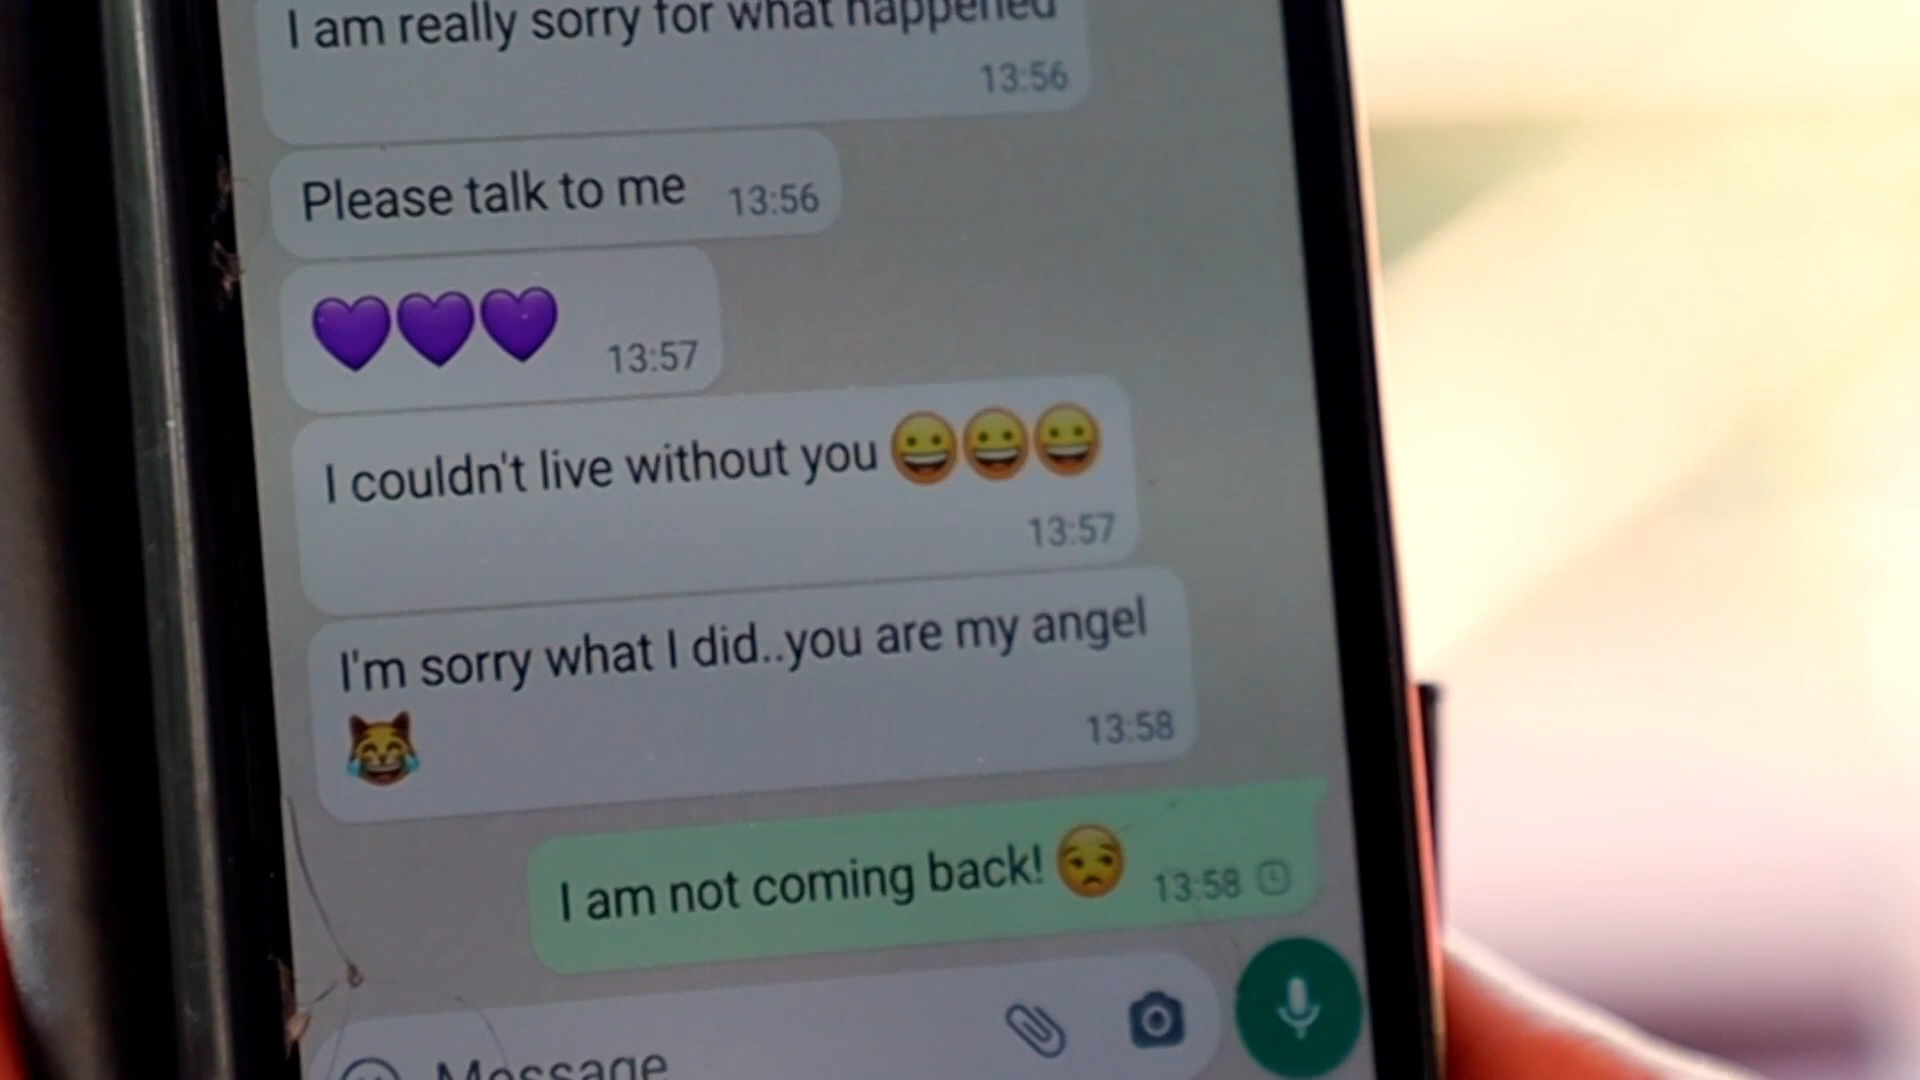 I am really sorry for what happened
13:56
Please talk to me 13:56
💜💜💜 13:57
I couldn't live without you 😀😀😀
13:57
I'm sorry what I did..you are my angel
😹 13:58
I am not coming back! 😒 13:58
Message